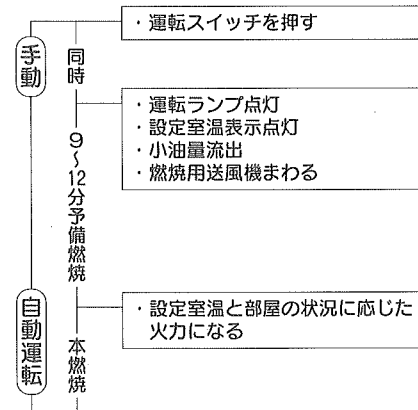 手動
同時
・運転スイッチを押す
・運転ランプ点灯
・設定室温表示点灯
・小油量流出
・燃焼用送風機まわる
9～12分予備燃焼
自動運転
本燃焼
・設定室温と部屋の状況に応じた
火力になる